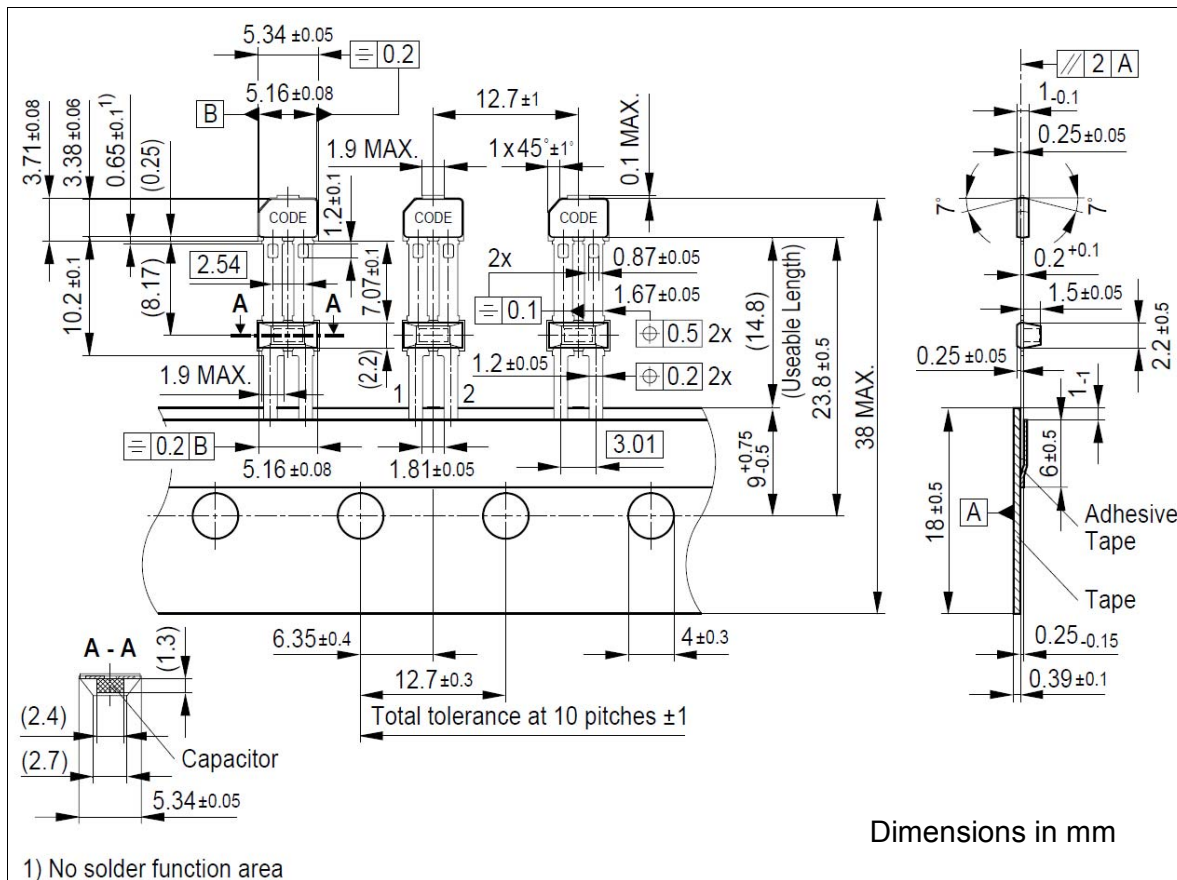 5.34 ±0.05
⌯ 0.2
5.16 ±0.08
B
12.7 ±1
3.71 ±0.08
3.38 ±0.06
0.65 ±0.1 1)
(0.25)
1.9 MAX.
1 x 45° ±1°
0.1 MAX.
1.2 ±0.1
CODE
CODE
CODE
10.2 ±0.1
(8.17)
2.54
7.07 ±0.1
2x
0.87 ±0.05
⌯ 0.1
1.67 ±0.05
A
A
⌖ 0.5 2x
(2.2)
1.2 ±0.05
⌖ 0.2 2x
1.9 MAX.
1
2
(14.8)
(Useable Length)
23.8 ±0.5
38 MAX.
⌯ 0.2 B
5.16 ±0.08
1.81 ±0.05
3.01
9 +0.75 -0.5
6.35 ±0.4
4 ±0.3
12.7 ±0.3
Total tolerance at 10 pitches ±1
// 2 A
1 -0.1
0.25 ±0.05
7°
7°
0.2 +0.1
1.5 ±0.05
2.2 ±0.5
0.25 ±0.05
1 -1
6 ±0.5
18 ±0.5
A
Adhesive
Tape
Tape
0.25 -0.15
0.39 ±0.1
A - A
(1.3)
(2.4)
Capacitor
(2.7)
5.34 ±0.05
Dimensions in mm
1) No solder function area